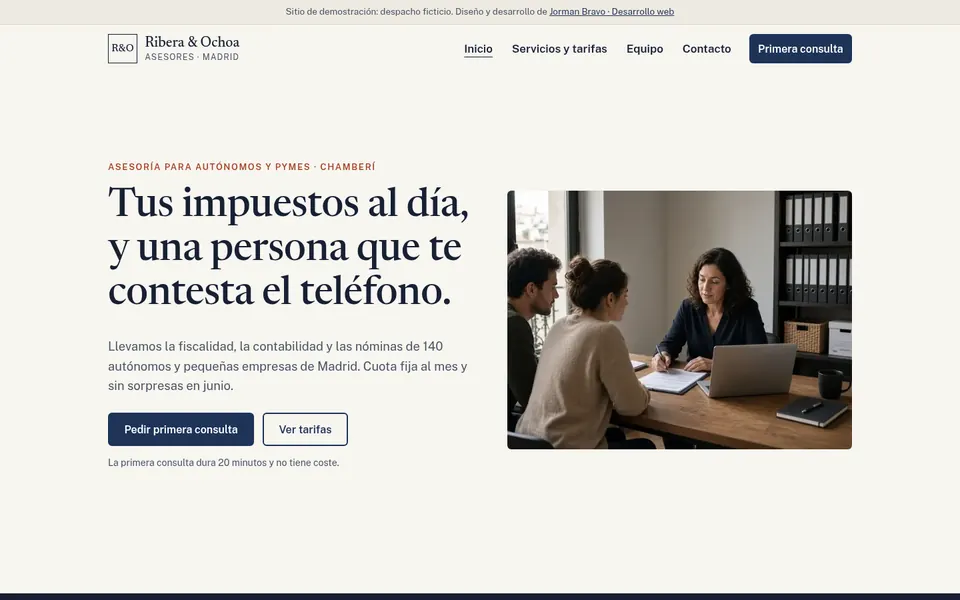 Sitio de demostración: despacho ficticio. Diseño y desarrollo de Jorman Bravo · Desarrollo web
R&O
Ribera & Ochoa
ASESORES · MADRID
Inicio
Servicios y tarifas
Equipo
Contacto
Primera consulta
ASESORÍA PARA AUTÓNOMOS Y PYMES · CHAMBERÍ
Tus impuestos al día,
y una persona que te
contesta el teléfono.
Llevamos la fiscalidad, la contabilidad y las nóminas de 140
autónomos y pequeñas empresas de Madrid. Cuota fija al mes y
sin sorpresas en junio.
Pedir primera consulta
Ver tarifas
La primera consulta dura 20 minutos y no tiene coste.